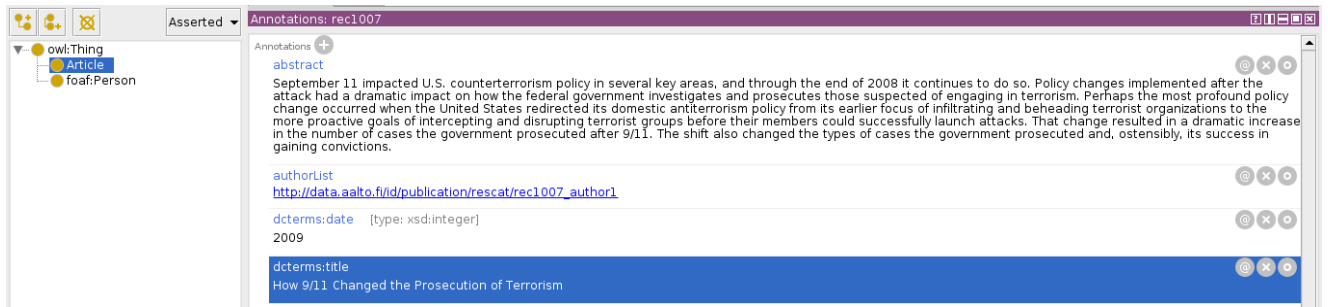 Asserted
owl:Thing
Article
foaf:Person
Annotations: rec1007
Annotations
abstract
September 11 impacted U.S. counterterrorism policy in several key areas, and through the end of 2008 it continues to do so. Policy changes implemented after the
attack had a dramatic impact on how the federal government investigates and prosecutes those suspected of engaging in terrorism. Perhaps the most profound policy
change occurred when the United States redirected its domestic antiterrorism policy from its earlier focus of infiltrating and beheading terrorist organizations to the
more proactive goals of intercepting and disrupting terrorist groups before their members could successfully launch attacks. That change resulted in a dramatic increase
in the number of cases the government prosecuted after 9/11. The shift also changed the types of cases the government prosecuted and, ostensibly, its success in
gaining convictions.
authorList
http://data.aalto.fi/id/publication/rescat/rec1007_author1
dcterms:date [type: xsd:integer]
2009
dcterms:title
How 9/11 Changed the Prosecution of Terrorism